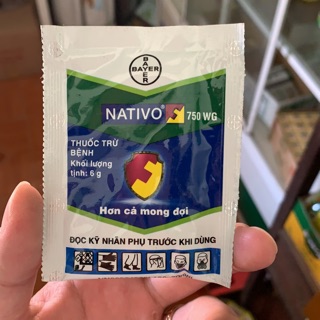 BAYER
BAYER
NATIVO® 750 WG
THUỐC TRỪ
BỆNH
Khối lượng
tịnh: 6 g
Hơn cả mong đợi
ĐỌC KỸ NHÃN PHỤ TRƯỚC KHI DÙNG